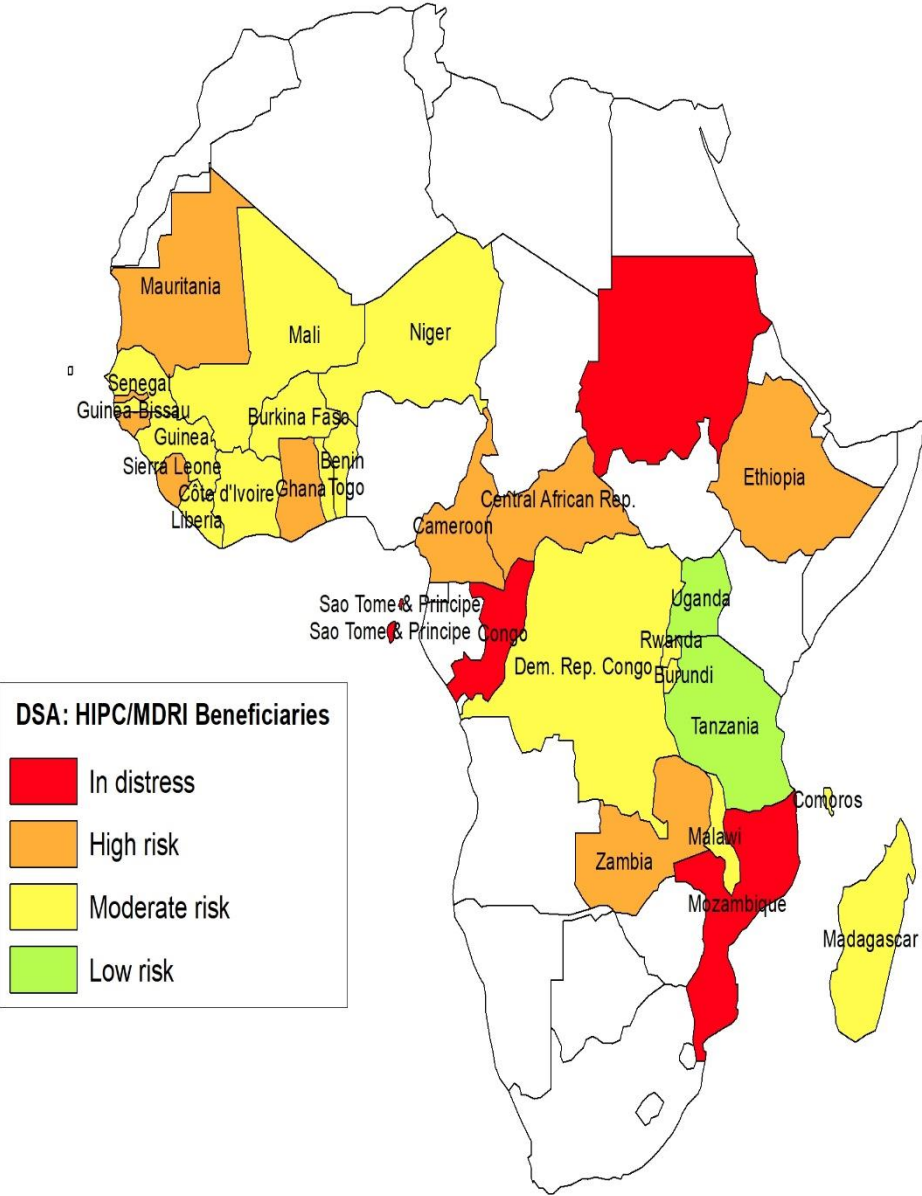 Mauritania
Mali
Niger
Senegal
Guinea-Bissau
Burkina Faso
Guinea
Benin
Sierra Leone
Ethiopia
Côte d'Ivoire
Ghana
Togo
Central African Rep.
Liberia
Cameroon
Uganda
Sao Tome & Principe
Sao Tome & Principe
Congo
Rwanda
Dem. Rep. Congo
Burundi
DSA: HIPC/MDRI Beneficiaries
In distress
High risk
Moderate risk
Low risk
Tanzania
Comoros
Malawi
Zambia
Mozambique
Madagascar